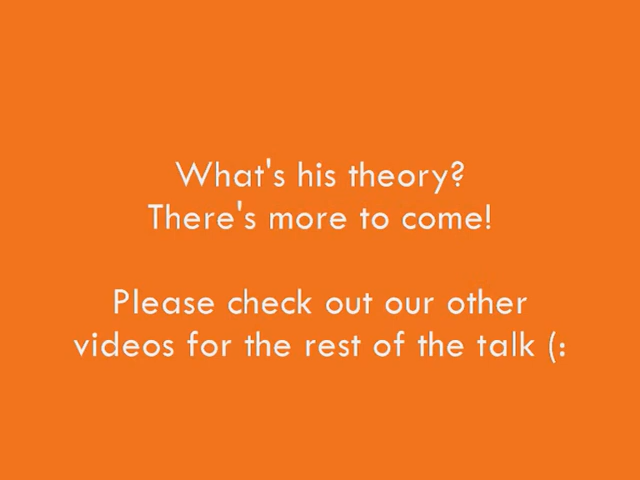 What's his theory?
There's more to come!
Please check out our other
videos for the rest of the talk (: